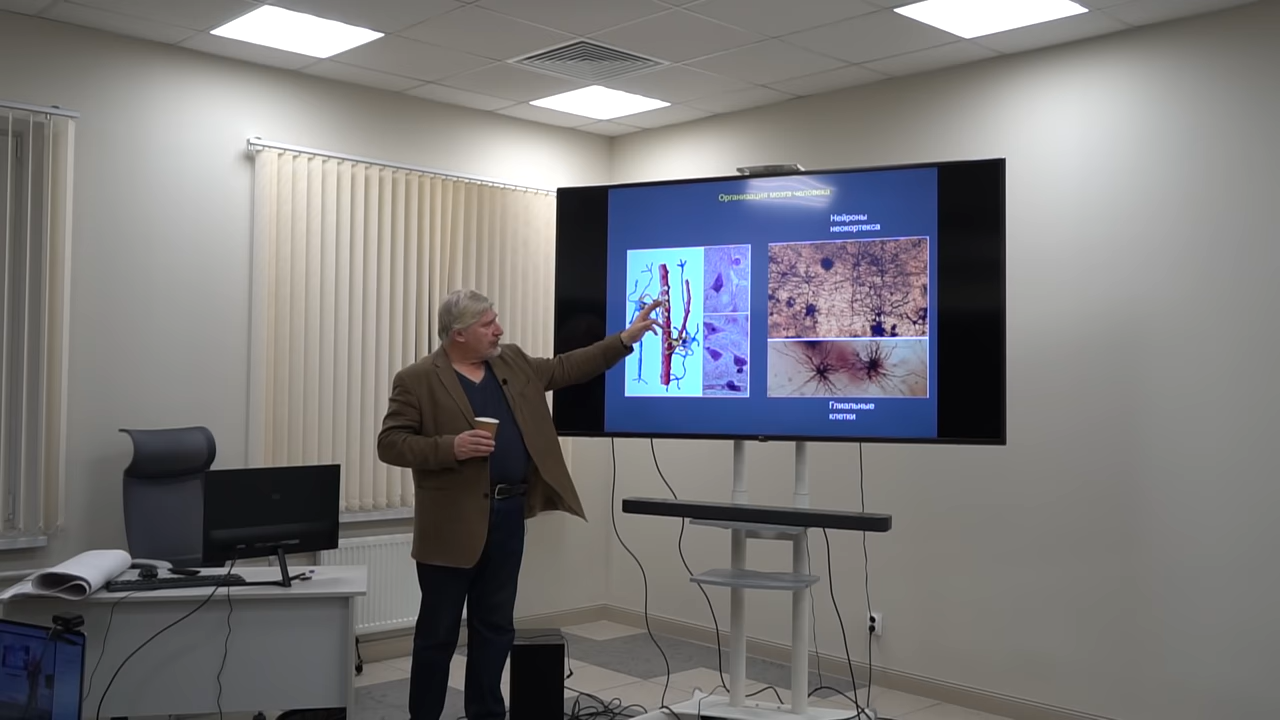 Организация мозга человека
Нейроны
неокортекса
Глиальные
клетки